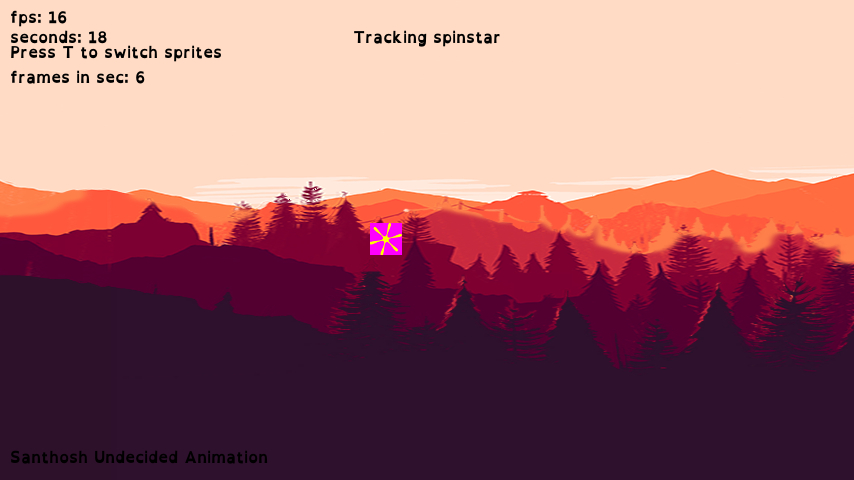 fps: 16
seconds: 18
Tracking spinstar
Press T to switch sprites
frames in sec: 6
Santhosh Undecided Animation